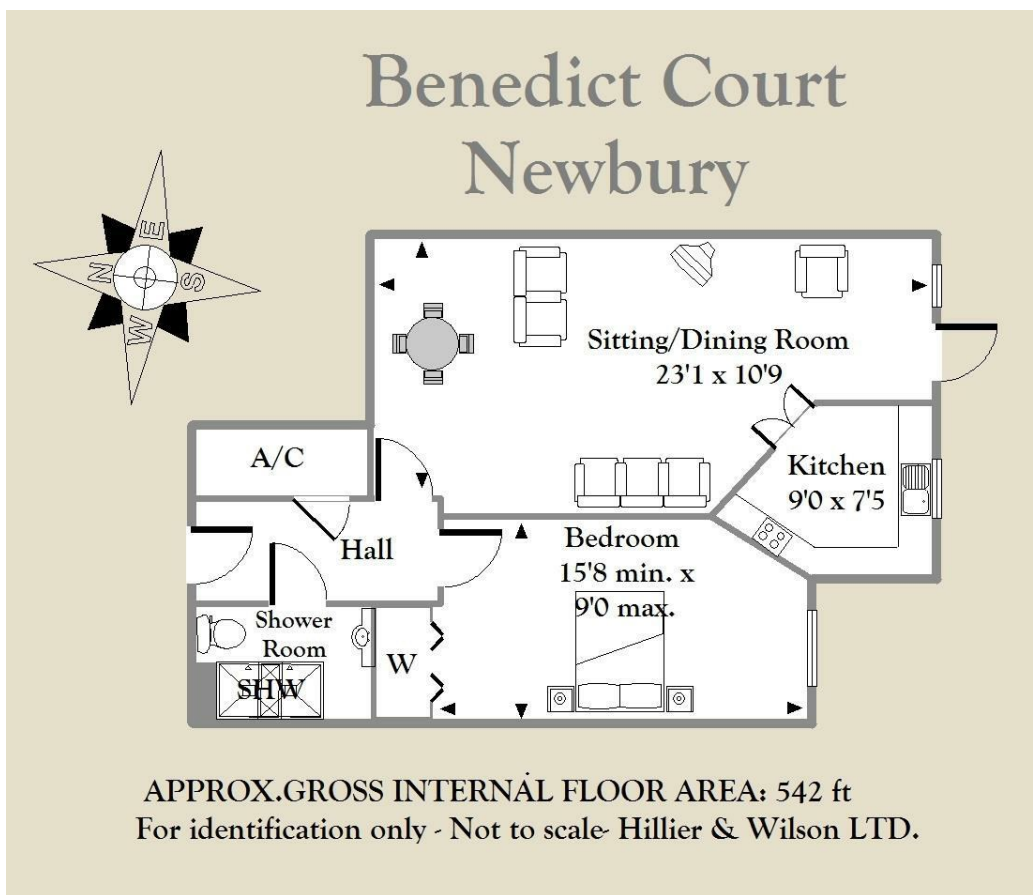 Benedict Court
Newbury
E
N
S
W
Sitting/Dining Room
23'1 x 10'9
A/C
Kitchen
9'0 x 7'5
Hall
Bedroom
15'8 min. x
9'0 max.
Shower
Room
W
SHW
APPROX.GROSS INTERNAL FLOOR AREA: 542 ft
For identification only - Not to scale- Hillier & Wilson LTD.